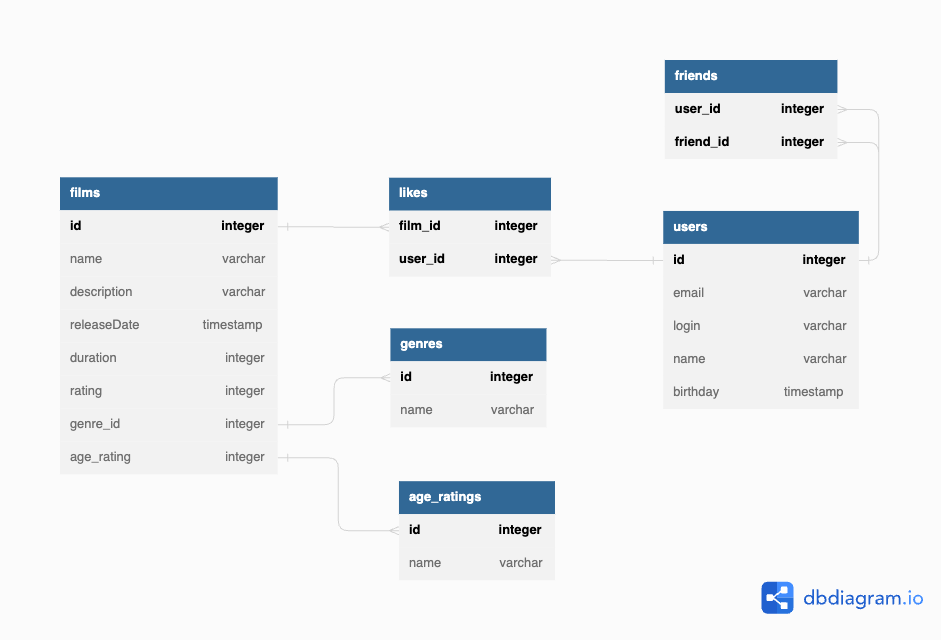 friends
user_id integer
friend_id integer
films
id integer
name varchar
description varchar
releaseDate timestamp
duration integer
rating integer
genre_id integer
age_rating integer
likes
film_id integer
user_id integer
users
id integer
email varchar
login varchar
name varchar
birthday timestamp
genres
id integer
name varchar
age_ratings
id integer
name varchar
dbdiagram.io